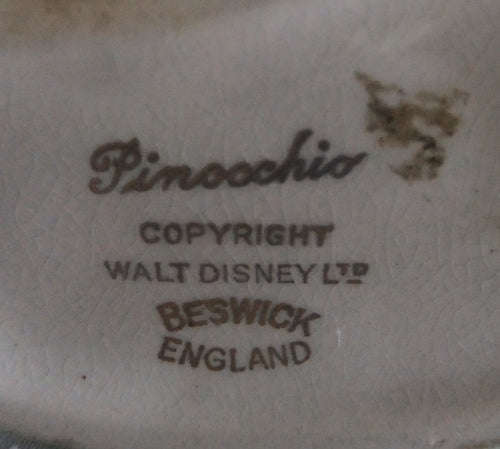 Pinocchio
COPYRIGHT
WALT DISNEY LTD
BESWICK
ENGLAND